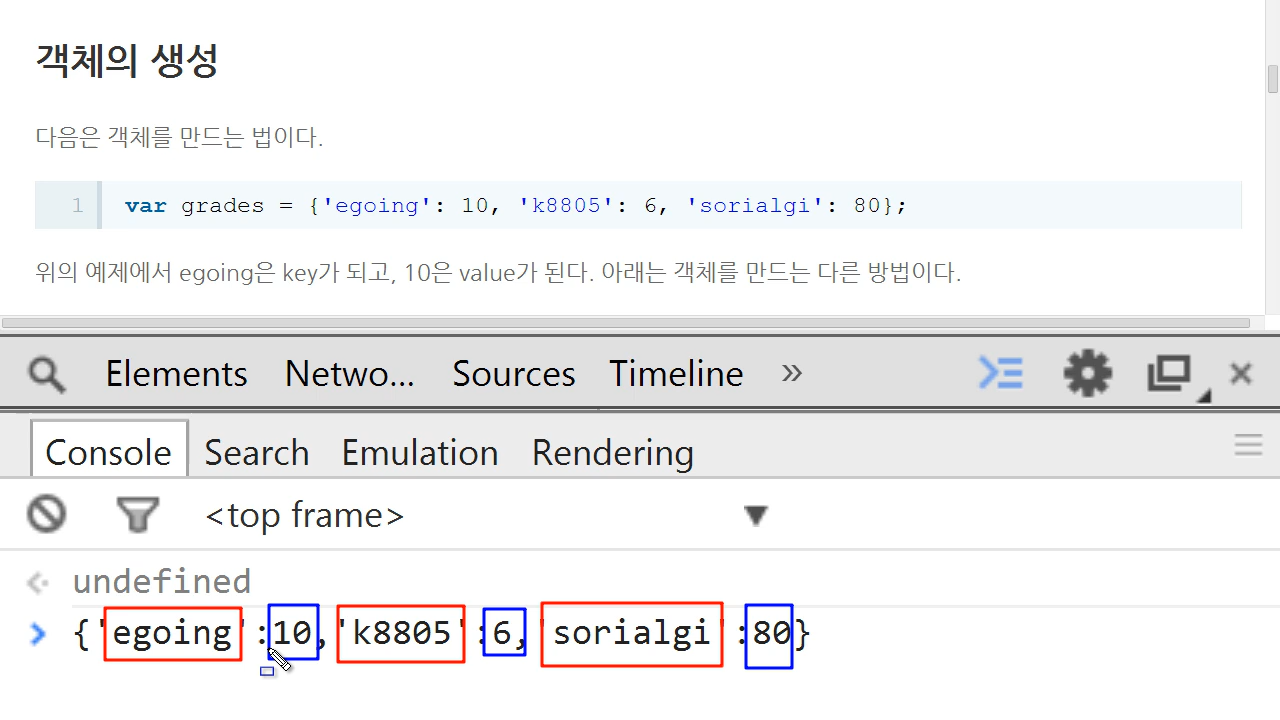 객체의 생성
다음은 객체를 만드는 법이다.
1 var grades = {'egoing': 10, 'k8805': 6, 'sorialgi': 80};
위의 예제에서 egoing은 key가 되고, 10은 value가 된다. 아래는 객체를 만드는 다른 방법이다.
Elements Netwo... Sources Timeline »
Console Search Emulation Rendering
<top frame>
undefined
{'egoing':10,'k8805':6,'sorialgi':80}